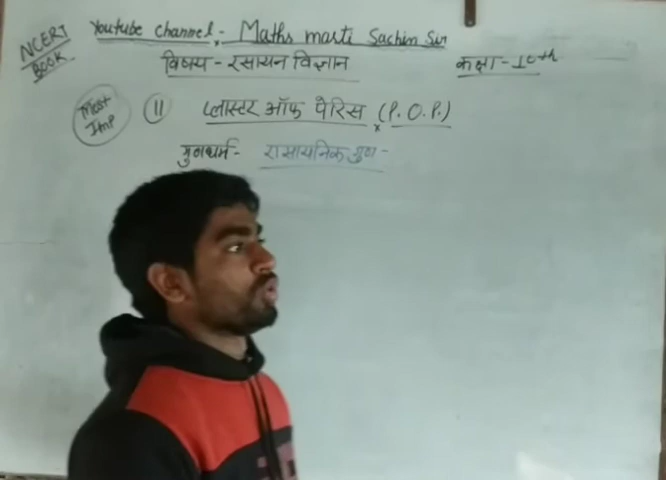 NCERT
BOOK.
Youtube channel:- Maths masti Sachin Sir
विषय - रसायन विज्ञान
कक्षा - 10th
Most
Imp
11 प्लास्टर ऑफ पेरिस (P.O.P.)
गुणधर्म - रासायनिक गुण -